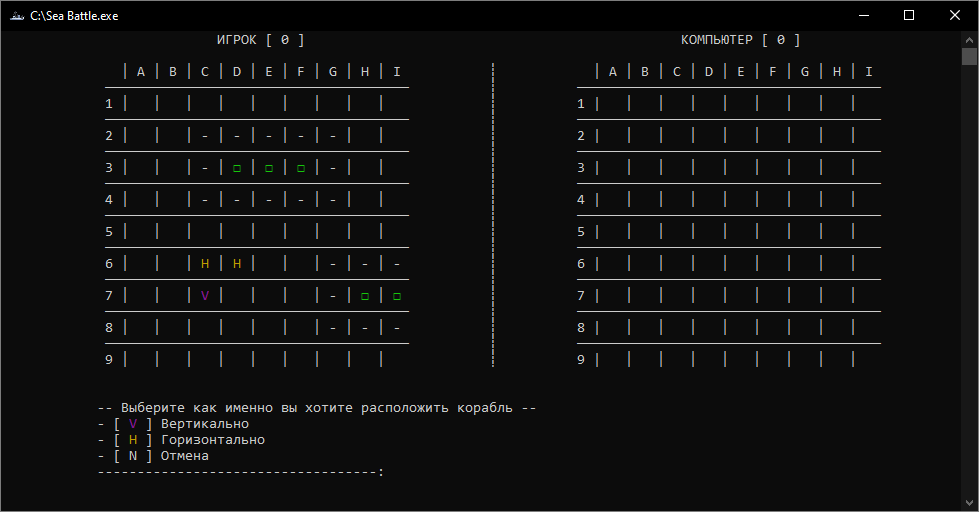 C:\Sea Battle.exe
ИГРОК [ 0 ] КОМПЬЮТЕР [ 0 ]
| A | B | C | D | E | F | G | H | I | A | B | C | D | E | F | G | H | I
1 | | | | | | | | | 1 | | | | | | | | |
2 | | | - | - | - | - | - | | 2 | | | | | | | | |
3 | | | - | □ | □ | □ | - | | 3 | | | | | | | | |
4 | | | - | - | - | - | - | | 4 | | | | | | | | |
5 | | | | | | | | | 5 | | | | | | | | |
6 | | | H | H | | | - | - | - 6 | | | | | | | | |
7 | | | V | | | | - | □ | □ 7 | | | | | | | | |
8 | | | | | | | - | - | - 8 | | | | | | | | |
9 | | | | | | | | | 9 | | | | | | | | |
-- Выберите как именно вы хотите расположить корабль --
- [ V ] Вертикально
- [ H ] Горизонтально
- [ N ] Отмена
-----------------------------------: